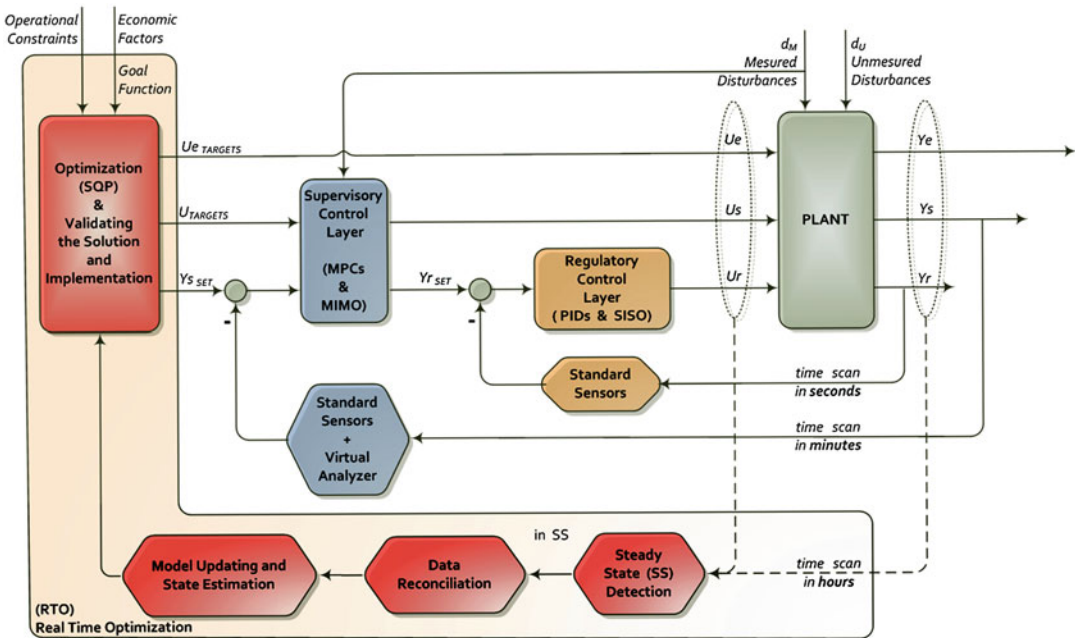 Operational
Constraints
Economic
Factors
Goal
Function
d_M
Mesured
Disturbances
d_U
Unmesured
Disturbances
Optimization
(SQP)
&
Validating
the Solution
and
Implementation
Ue TARGETS
U TARGETS
Ys SET
-
Supervisory
Control
Layer
(MPCs
&
MIMO)
Yr SET
-
Regulatory
Control
Layer
( PIDs & SISO)
Ue
Us
Ur
PLANT
Ye
Ys
Yr
Standard
Sensors
time scan
in seconds
Standard
Sensors
+
Virtual
Analyzer
time scan
in minutes
Model Updating and
State Estimation
Data
Reconciliation
in SS
Steady
State (SS)
Detection
time scan
in hours
(RTO)
Real Time Optimization